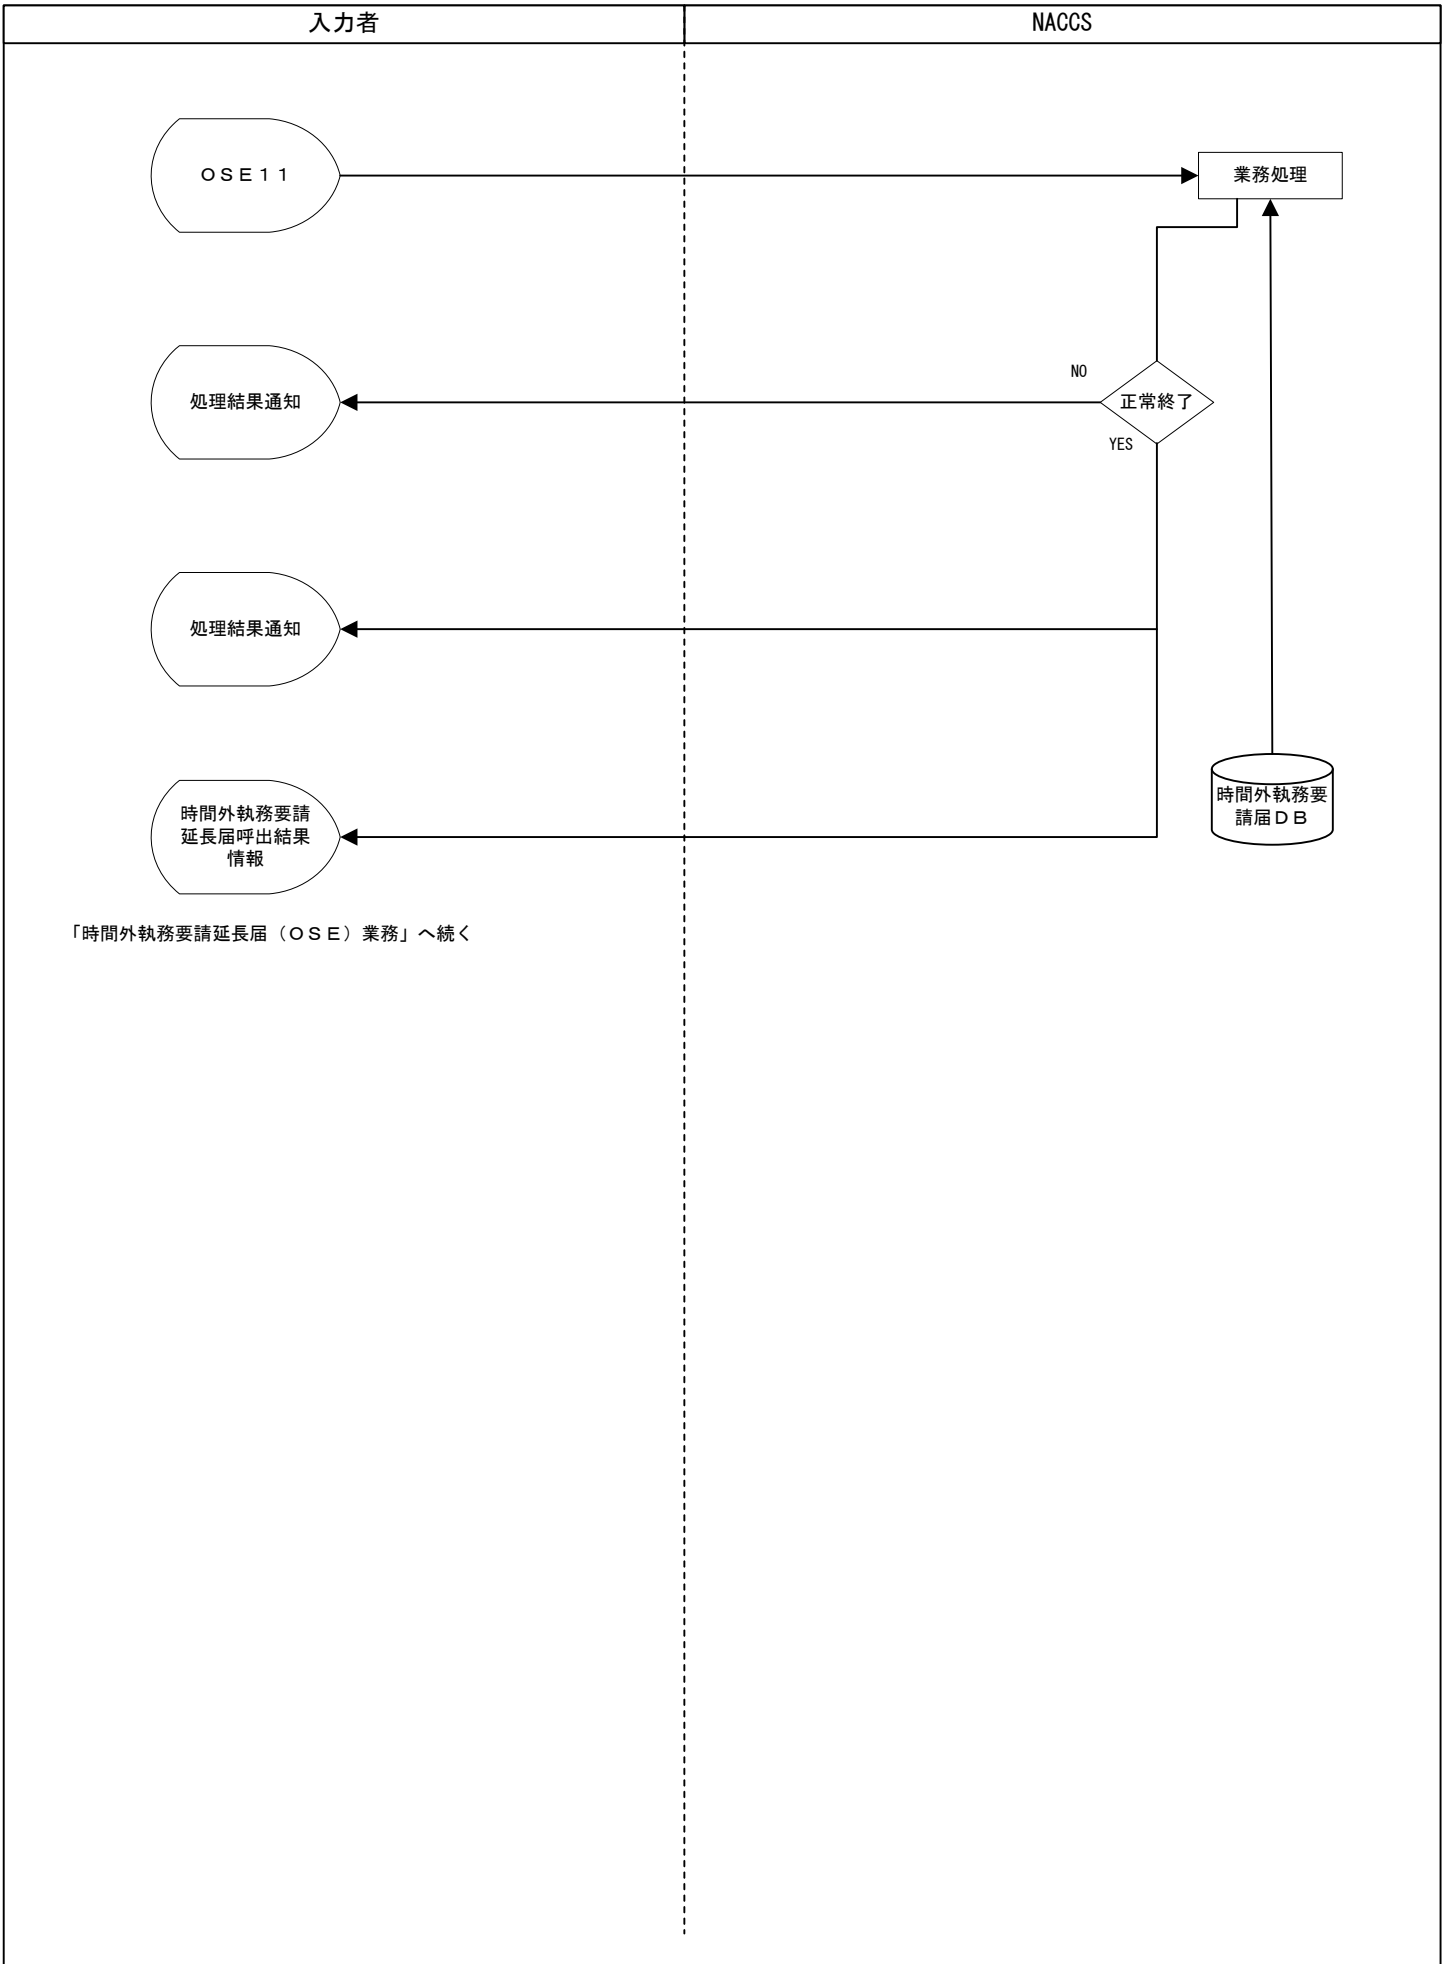 入力者
NACCS
ＯＳＥ１１
業務処理
NO
処理結果通知
正常終了
YES
処理結果通知
時間外執務要請
延長届呼出結果
情報
時間外執務要
請届ＤＢ
「時間外執務要請延長届（ＯＳＥ）業務」へ続く